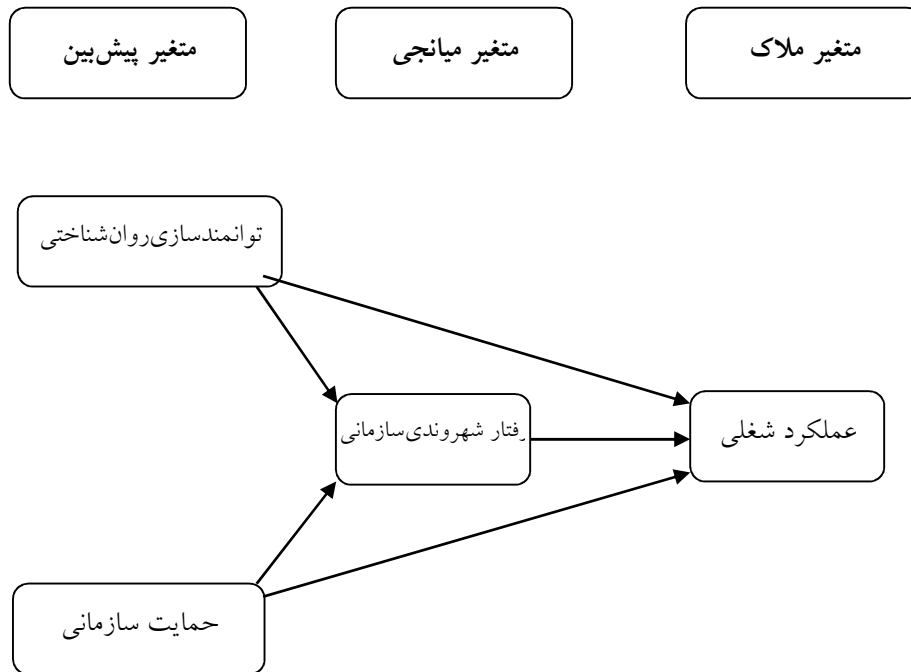 متغیر ملاک
متغیر میانجی
متغیر پیش‌بین
توانمندسازی‌روان‌شناختی
رفتار شهروندی‌سازمانی
عملکرد شغلی
حمایت سازمانی